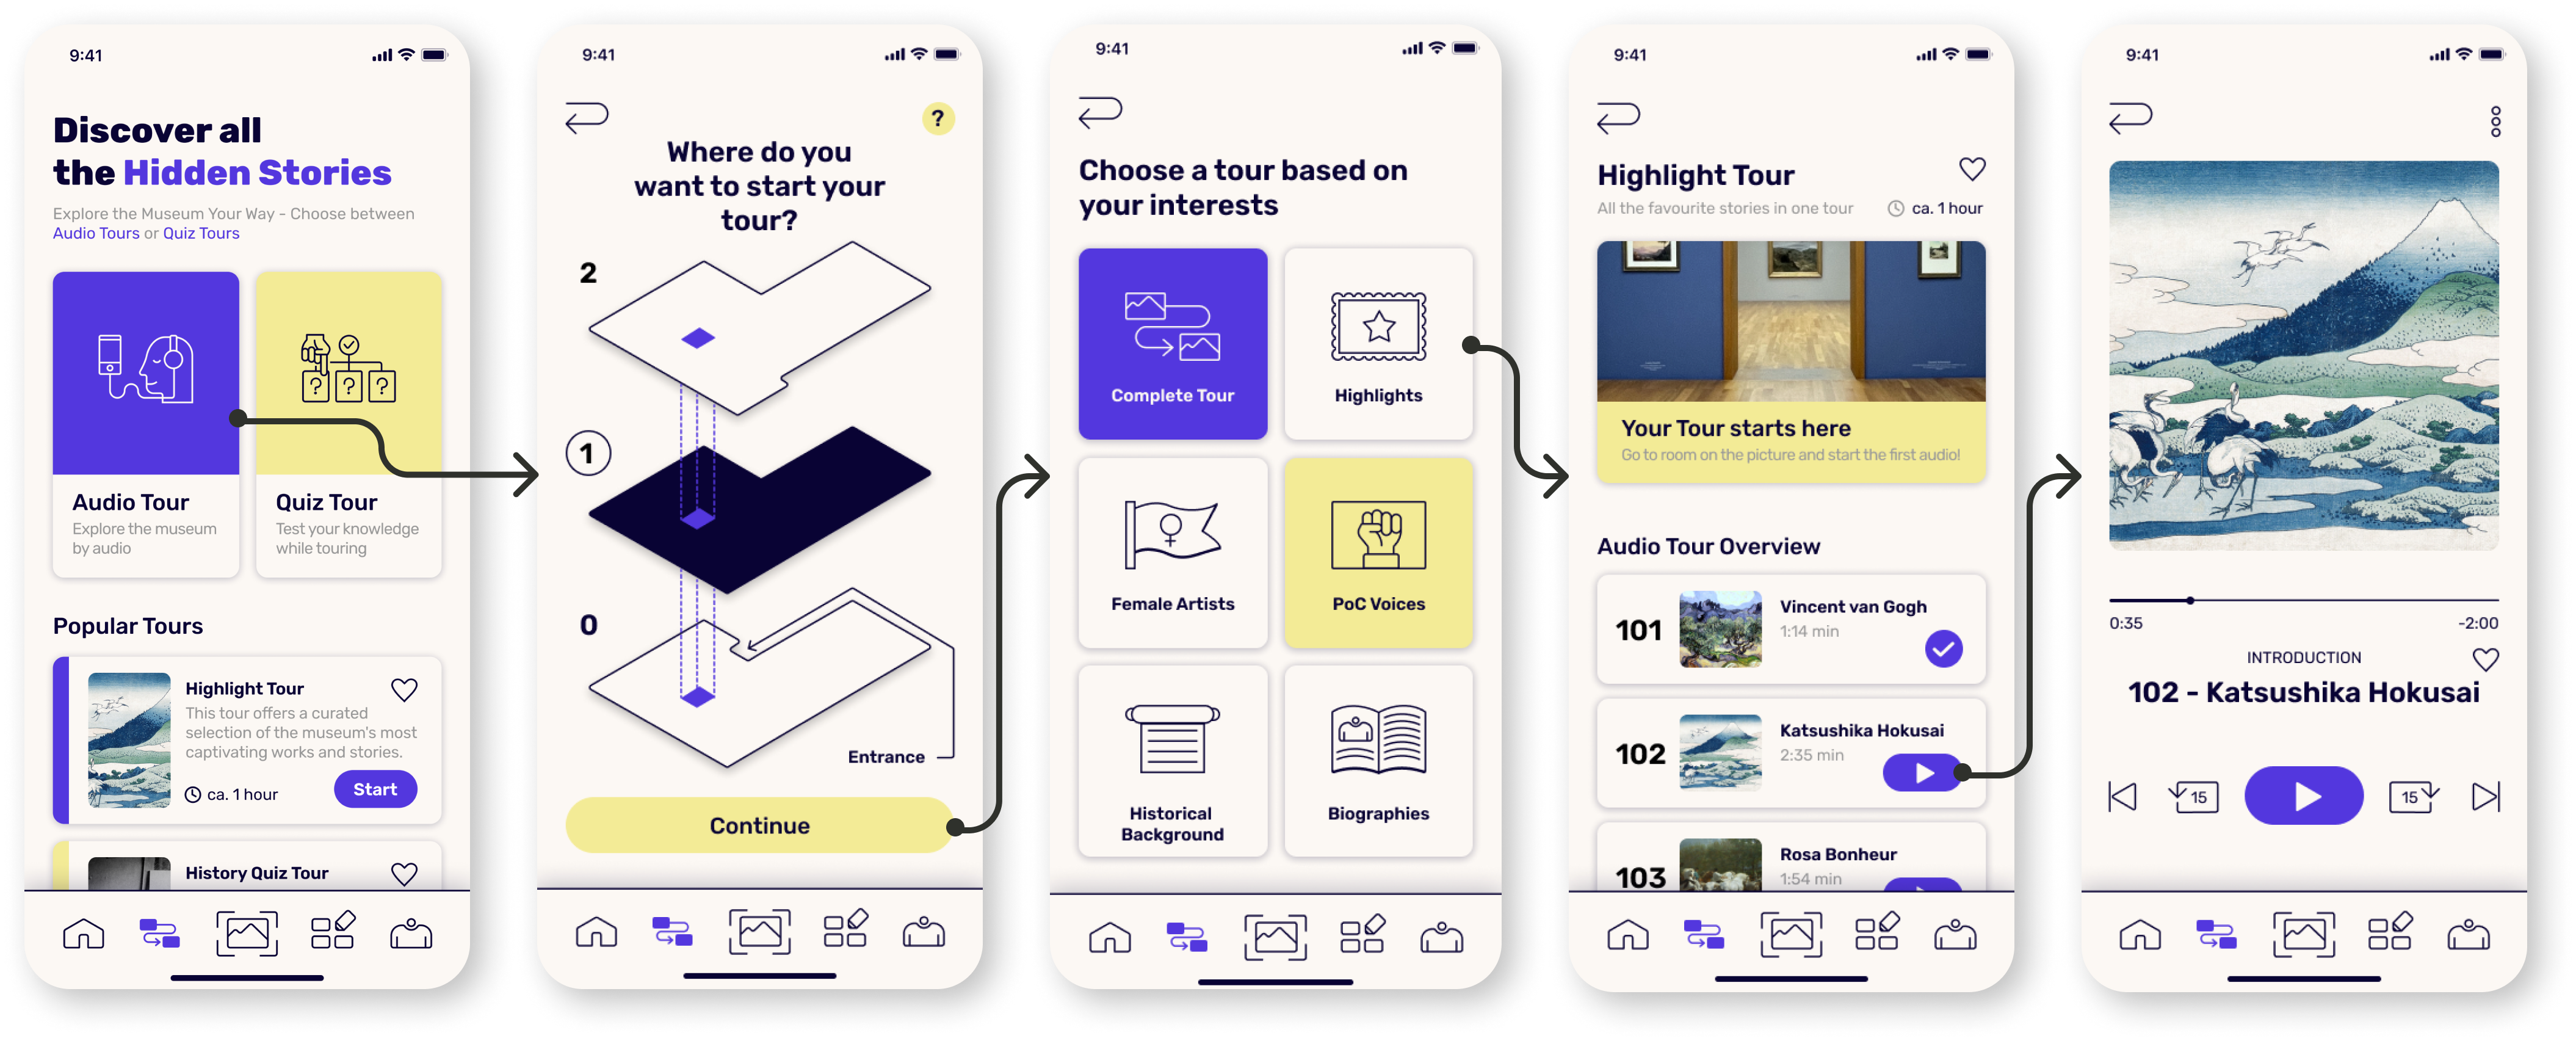 9:41
Discover all
the Hidden Stories
Explore the Museum Your Way - Choose between
Audio Tours or Quiz Tours
? ? ?
Audio Tour
Explore the museum
by audio
Quiz Tour
Test your knowledge
while touring
Popular Tours
Highlight Tour
This tour offers a curated
selection of the museum's most
captivating works and stories.
ca. 1 hour
Start
History Quiz Tour
9:41
?
Where do you
want to start your
tour?
2
1
0
Entrance
Continue
9:41
Choose a tour based on
your interests
Complete Tour
Highlights
Female Artists
PoC Voices
Historical
Background
Biographies
9:41
Highlight Tour
All the favourite stories in one tour
ca. 1 hour
Your Tour starts here
Go to room on the picture and start the first audio!
Audio Tour Overview
101
Vincent van Gogh
1:14 min
102
Katsushika Hokusai
2:35 min
103
Rosa Bonheur
1:54 min
9:41
0:35
-2:00
INTRODUCTION
102 - Katsushika Hokusai
15
15